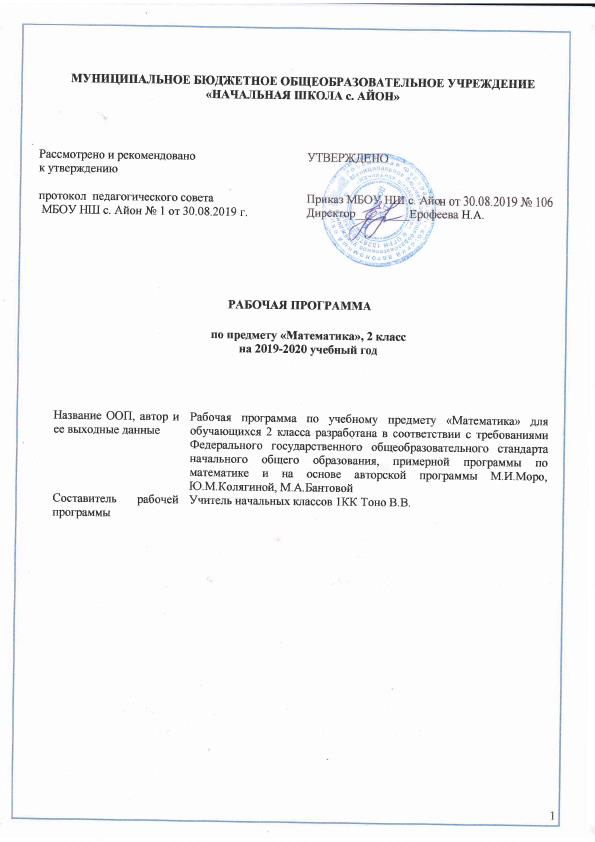 МУНИЦИПАЛЬНОЕ БЮДЖЕТНОЕ ОБЩЕОБРАЗОВАТЕЛЬНОЕ УЧРЕЖДЕНИЕ
«НАЧАЛЬНАЯ ШКОЛА с. АЙОН»
Рассмотрено и рекомендовано
к утверждению
протокол педагогического совета
МБОУ НШ с. Айон № 1 от 30.08.2019 г.
УТВЕРЖДЕНО
Приказ МБОУ НШ с. Айон от 30.08.2019 № 106
Директор Ерофеева Н.А.
РАБОЧАЯ ПРОГРАММА
по предмету «Математика», 2 класс
на 2019-2020 учебный год
Название ООП, автор и
ее выходные данные
Рабочая программа по учебному предмету «Математика» для
обучающихся 2 класса разработана в соответствии с требованиями
Федерального государственного общеобразовательного стандарта
начального общего образования, примерной программы по
математике и на основе авторской программы М.И.Моро,
Ю.М.Колягиной, М.А.Бантовой
Составитель рабочей
программы
Учитель начальных классов 1КК Тоно В.В.
1